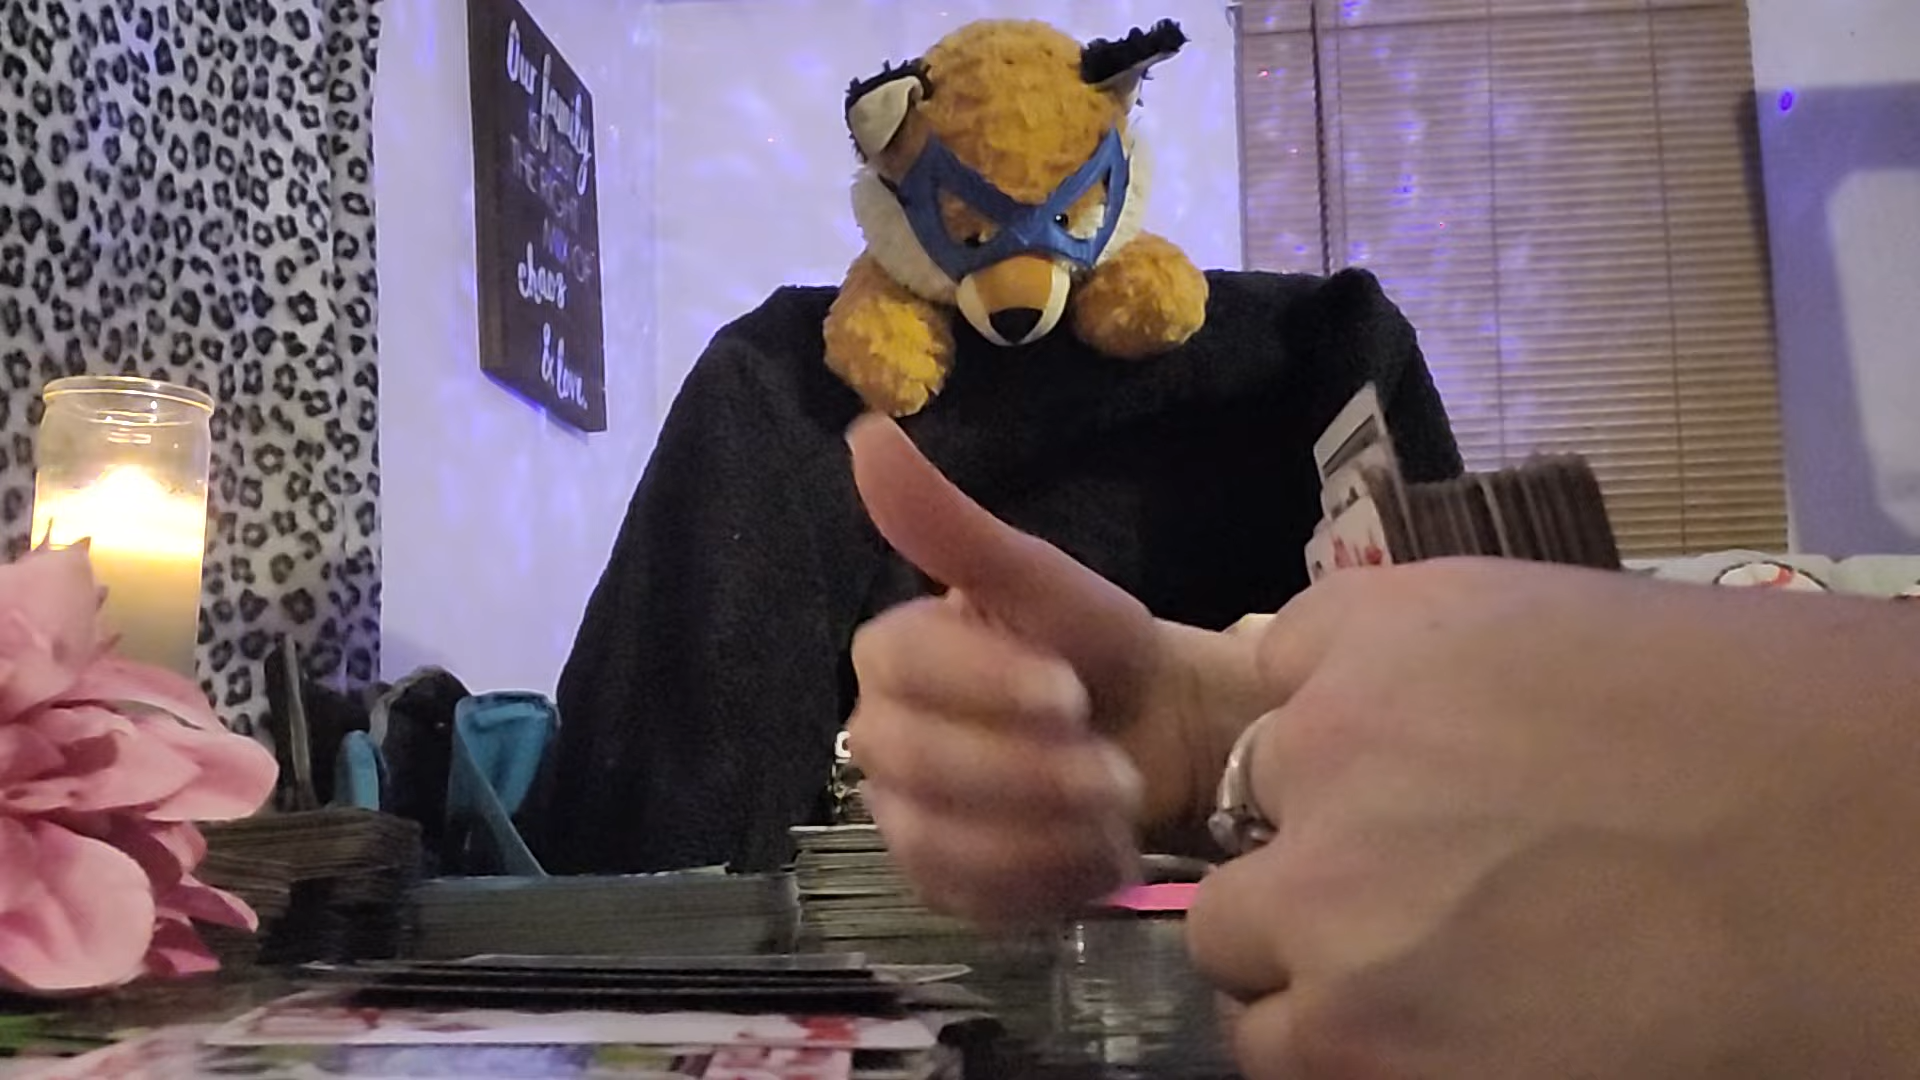 Our family
IS JUST
THE RIGHT
MIX OF
chaos
& love.